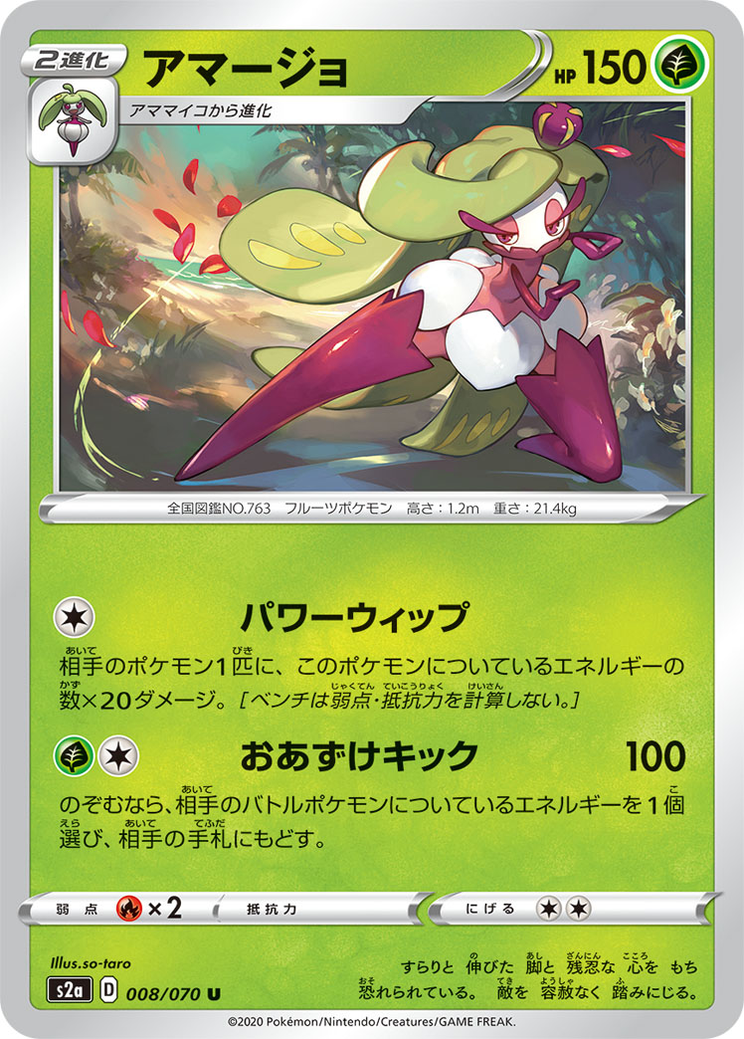 2進化 アマージョ HP 150
アママイコから進化
全国図鑑NO.763 フルーツポケモン 高さ：1.2m 重さ：21.4kg
パワーウィップ
相手のポケモン1匹に、このポケモンについているエネルギーの
数×20ダメージ。［ベンチは弱点・抵抗力を計算しない。］
おあずけキック 100
のぞむなら、相手のバトルポケモンについているエネルギーを1個
選び、相手の手札にもどす。
弱点 ×2 抵抗力 にげる
Illus.so-taro
s2a D 008/070 U
すらりと 伸びた 脚と 残忍な 心を もち
恐れられている。 敵を 容赦なく 踏みにじる。
©2020 Pokémon/Nintendo/Creatures/GAME FREAK.